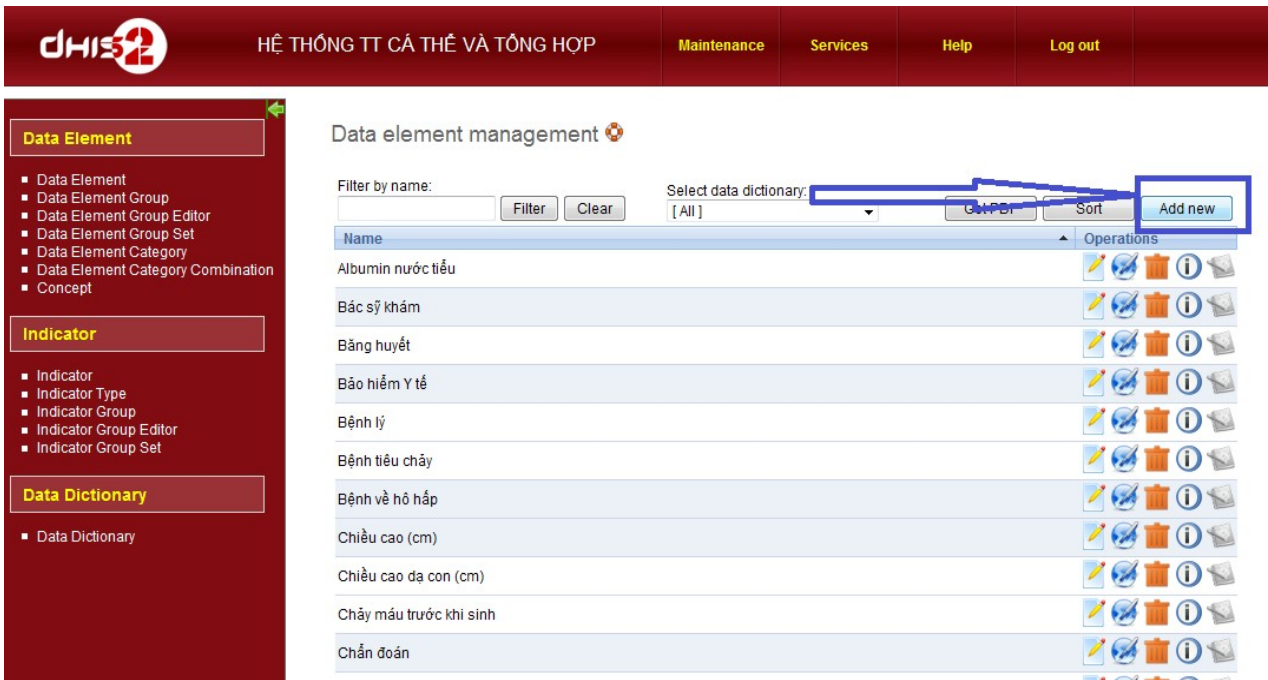 dHIS2
HỆ THỐNG TT CÁ THỂ VÀ TỔNG HỢP
Maintenance
Services
Help
Log out
Data Element
Data Element
Data Element Group
Data Element Group Editor
Data Element Group Set
Data Element Category
Data Element Category Combination
Concept
Indicator
Indicator
Indicator Type
Indicator Group
Indicator Group Editor
Indicator Group Set
Data Dictionary
Data Dictionary
Data element management
Filter by name:
Filter
Clear
Select data dictionary:
[ All ]
Get PDF
Sort
Add new
Name
Operations
Albumin nước tiểu
Bác sỹ khám
Băng huyết
Bảo hiểm Y tế
Bệnh lý
Bệnh tiêu chảy
Bệnh về hô hấp
Chiều cao (cm)
Chiều cao dạ con (cm)
Chảy máu trước khi sinh
Chẩn đoán